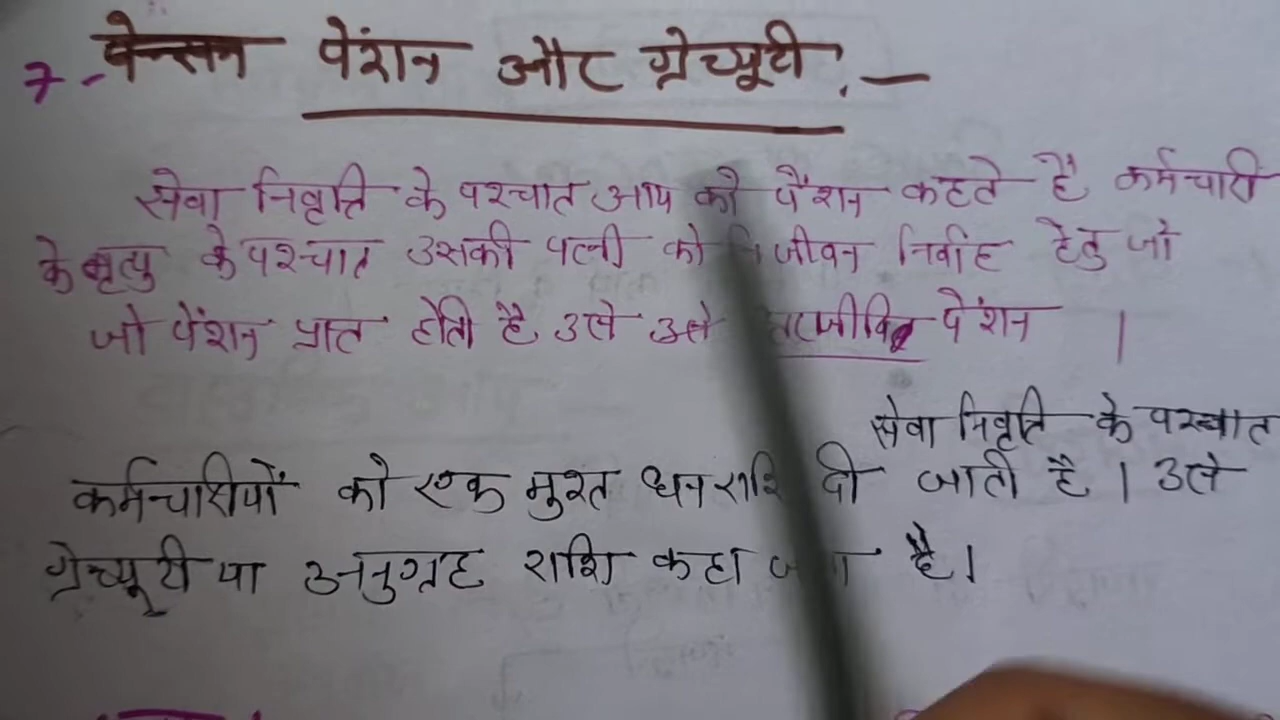 7 - पेन्सन पेंशन और ग्रेच्यूटी :-
सेवा निवृत्ति के पश्चात आय को पेंशन कहते है कर्मचारी
के मृत्यु के पश्चात उसकी पत्नी को जीवन निर्वाह हेतु जो
जो पेंशन प्राप्त होती है उसे उसे पेंशन ।
सेवा निवृति के पश्चात
कर्मचारीयों को एक मुश्त धनराशि दी जाती है । उसे
ग्रेच्यूटी या अनुग्रह राशि कहा है।